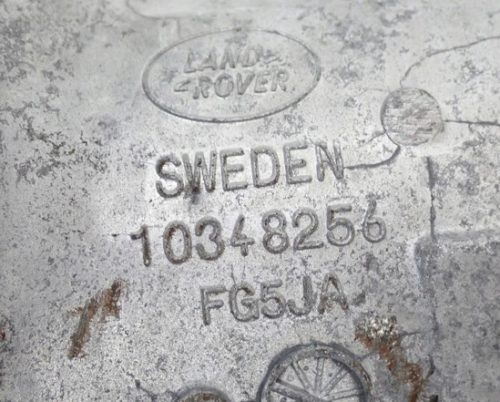 LAND
ROVER
SWEDEN
10348256
FG5JA